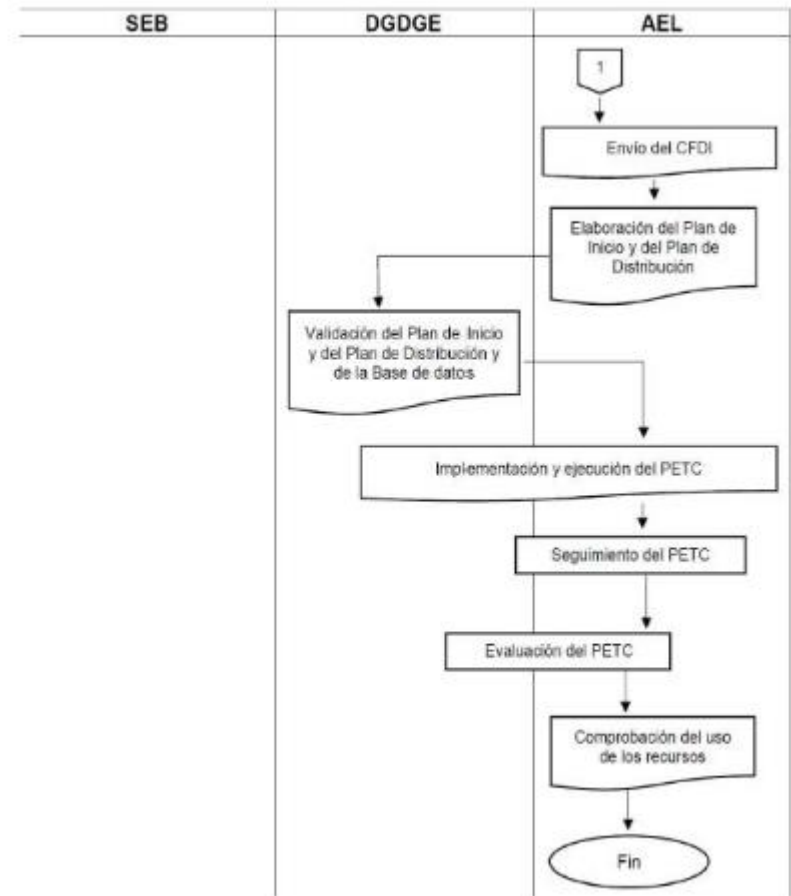 SEB DGDGE AEL
1
Envío del CFDI
Elaboración del Plan de
Inicio y del Plan de
Distribución
Validación del Plan de Inicio
y del Plan de Distribución y
de la Base de datos
Implementación y ejecución del PETC
Seguimiento del PETC
Evaluación del PETC
Comprobación del uso
de los recursos
Fin